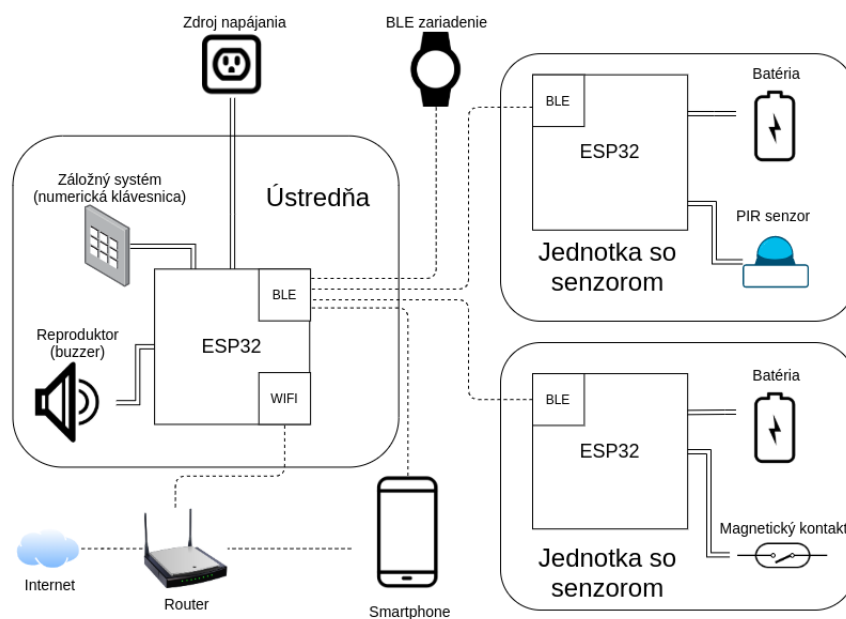 Zdroj napájania
BLE zariadenie
Batéria
BLE
ESP32
PIR senzor
Jednotka so
senzorom
Záložný systém
(numerická klávesnica)
Ústredňa
BLE
ESP32
Reproduktor
(buzzer)
WIFI
Batéria
BLE
ESP32
Magnetický kontakt
Jednotka so
senzorom
Internet
Router
Smartphone